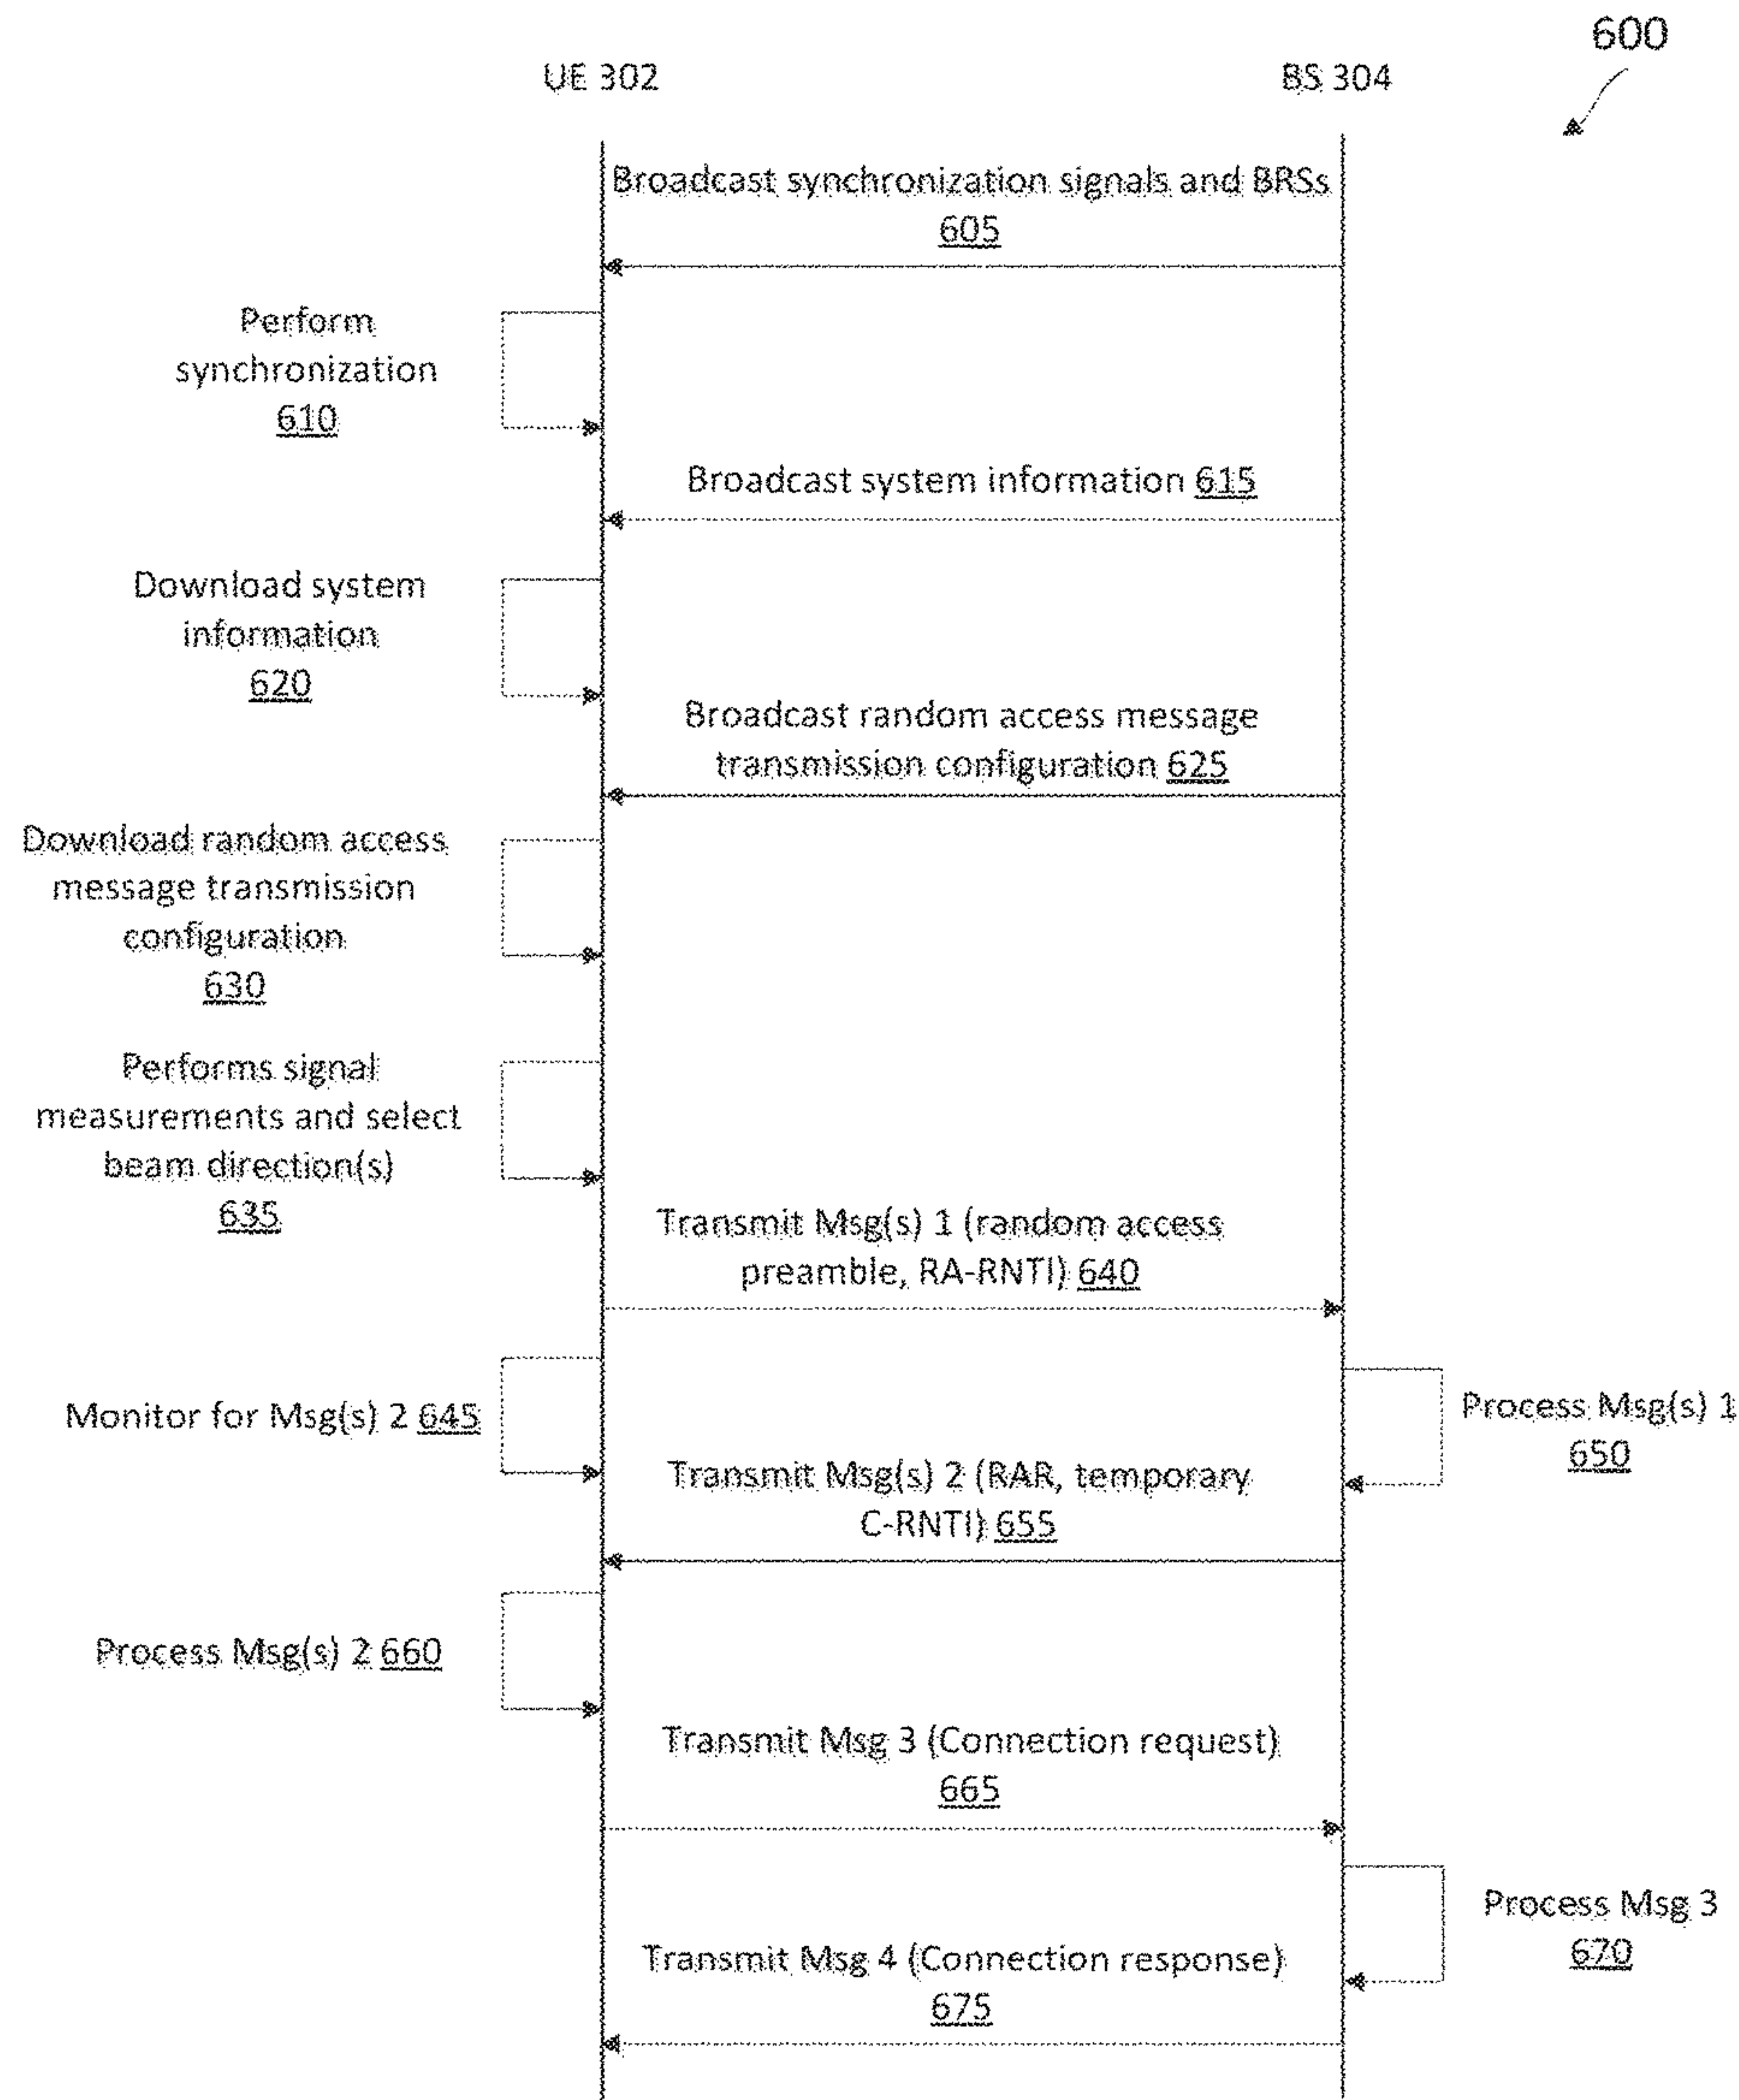 600
UE 302
BS 304
Broadcast synchronization signals and BRSs
605
Perform
synchronization
610
Broadcast system information 615
Download system
information
620
Broadcast random access message
transmission configuration 625
Download random access
message transmission
configuration
630
Performs signal
measurements and select
beam direction(s)
635
Transmit Msg(s) 1 (random access
preamble, RA-RNTI) 640
Monitor for Msg(s) 2 645
Process Msg(s) 1
650
Transmit Msg(s) 2 (RAR, temporary
C-RNTI) 655
Process Msg(s) 2 660
Transmit Msg 3 (Connection request)
665
Process Msg 3
670
Transmit Msg 4 (Connection response)
675